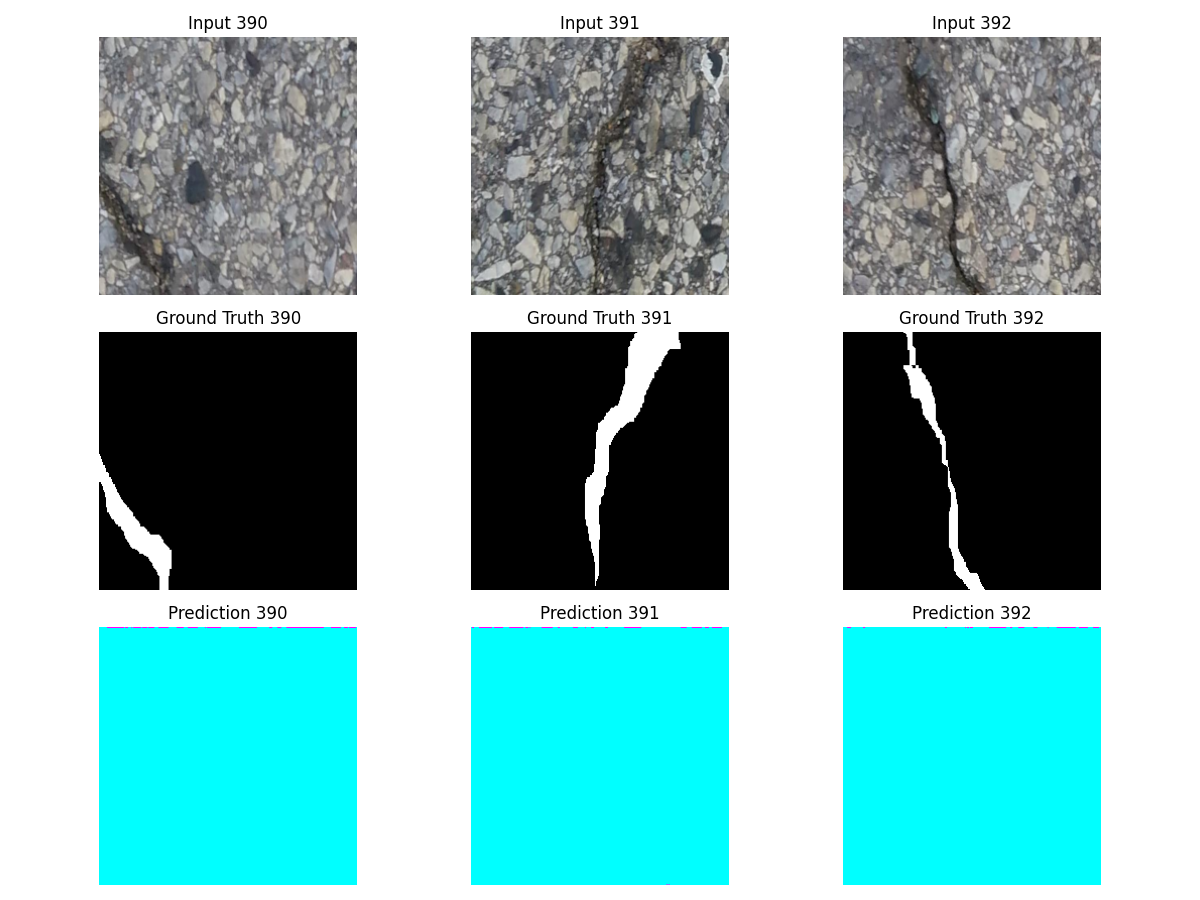 Input 390
Input 391
Input 392
Ground Truth 390
Ground Truth 391
Ground Truth 392
Prediction 390
Prediction 391
Prediction 392